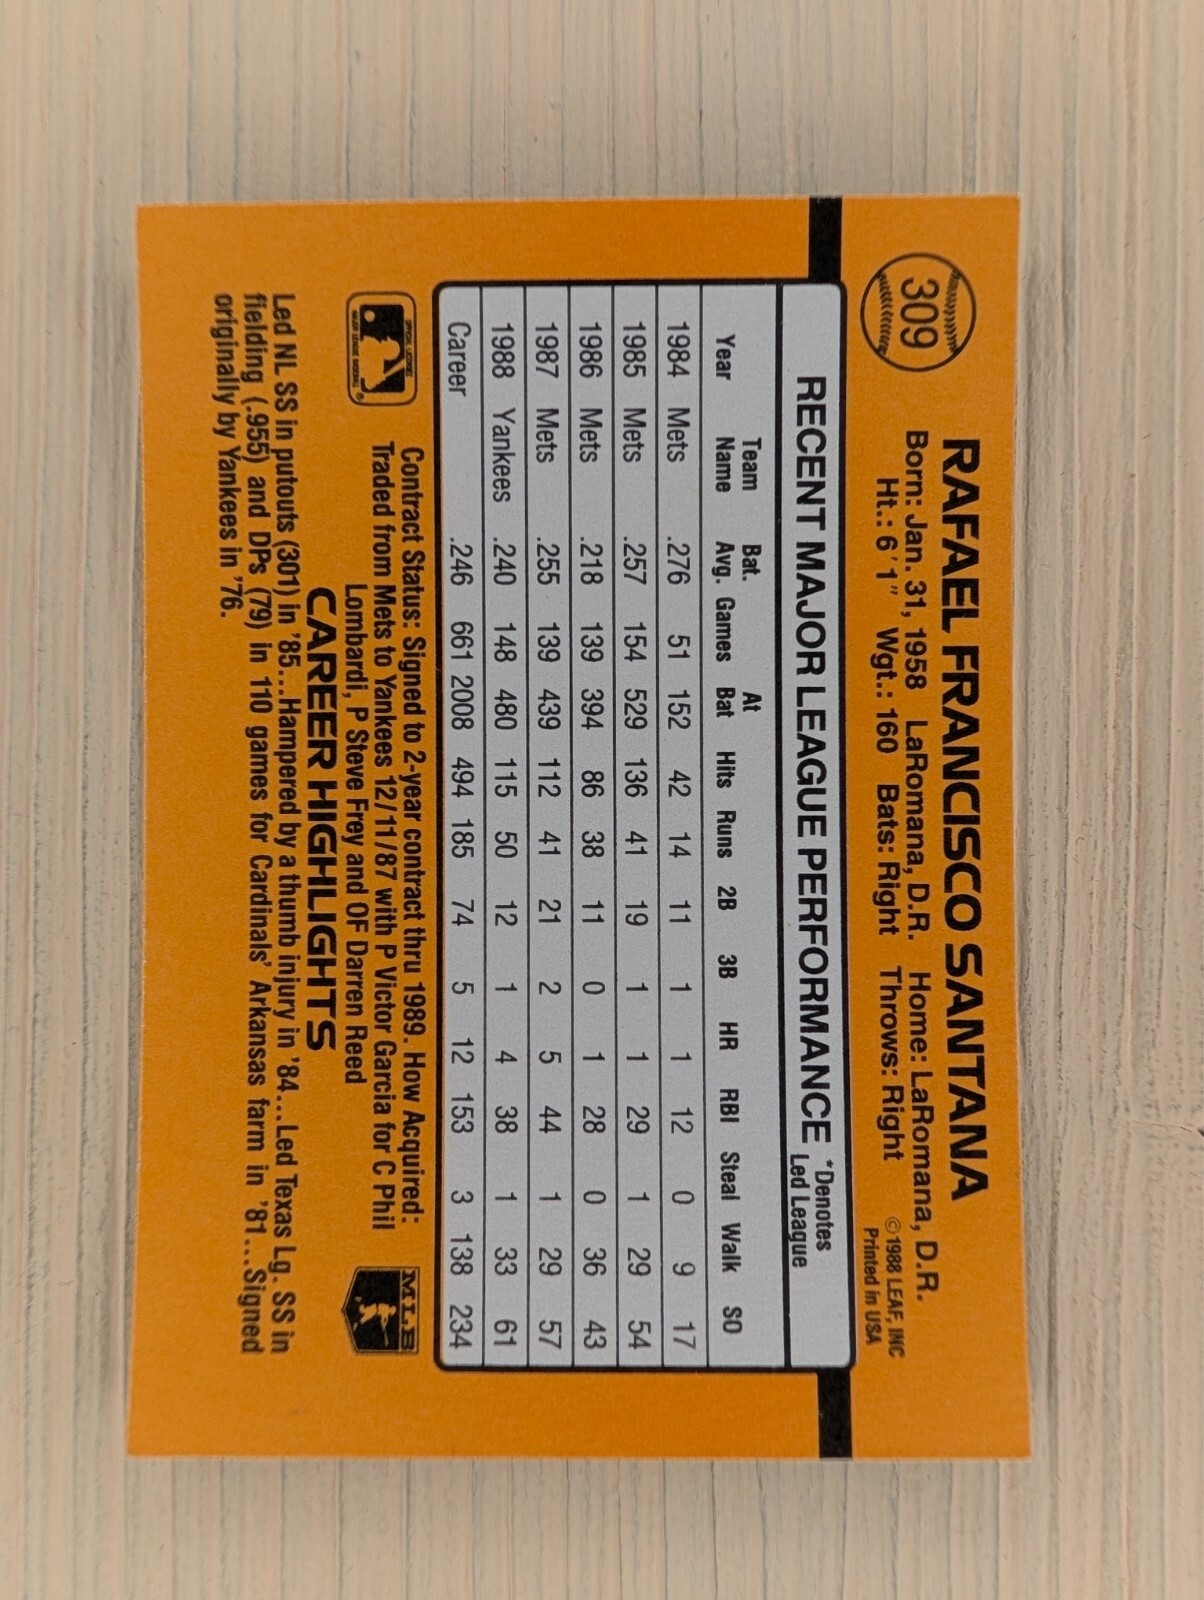 309
RAFAEL FRANCISCO SANTANA
Born: Jan. 31, 1958 LaRomana, D.R. Home: LaRomana, D.R.
Ht.: 6'1" Wgt.: 160 Bats: Right Throws: Right
©1988 LEAF, INC
Printed in USA
RECENT MAJOR LEAGUE PERFORMANCE *Denotes
Led League
Team Bat. At
Year Name Avg. Games Bat Hits Runs 2B 3B HR RBI Steal Walk SO
1984 Mets .276 51 152 42 14 11 1 1 12 0 9 17
1985 Mets .257 154 529 136 41 19 1 1 29 1 29 54
1986 Mets .218 139 394 86 38 11 0 1 28 0 36 43
1987 Mets .255 139 439 112 41 21 2 5 44 1 29 57
1988 Yankees .240 148 480 115 50 12 1 4 38 1 33 61
Career .246 661 2008 494 185 74 5 12 153 3 138 234
Contract Status: Signed to 2-year contract thru 1989. How Acquired:
Traded from Mets to Yankees 12/11/87 with P Victor Garcia for C Phil
Lombardi, P Steve Frey and OF Darren Reed
MLB
CAREER HIGHLIGHTS
Led NL SS in putouts (301) in '85...Hampered by a thumb injury in '84...Led Texas Lg. SS in
fielding (.955) and DPs (79) in 110 games for Cardinals' Arkansas farm in '81...Signed
originally by Yankees in '76.